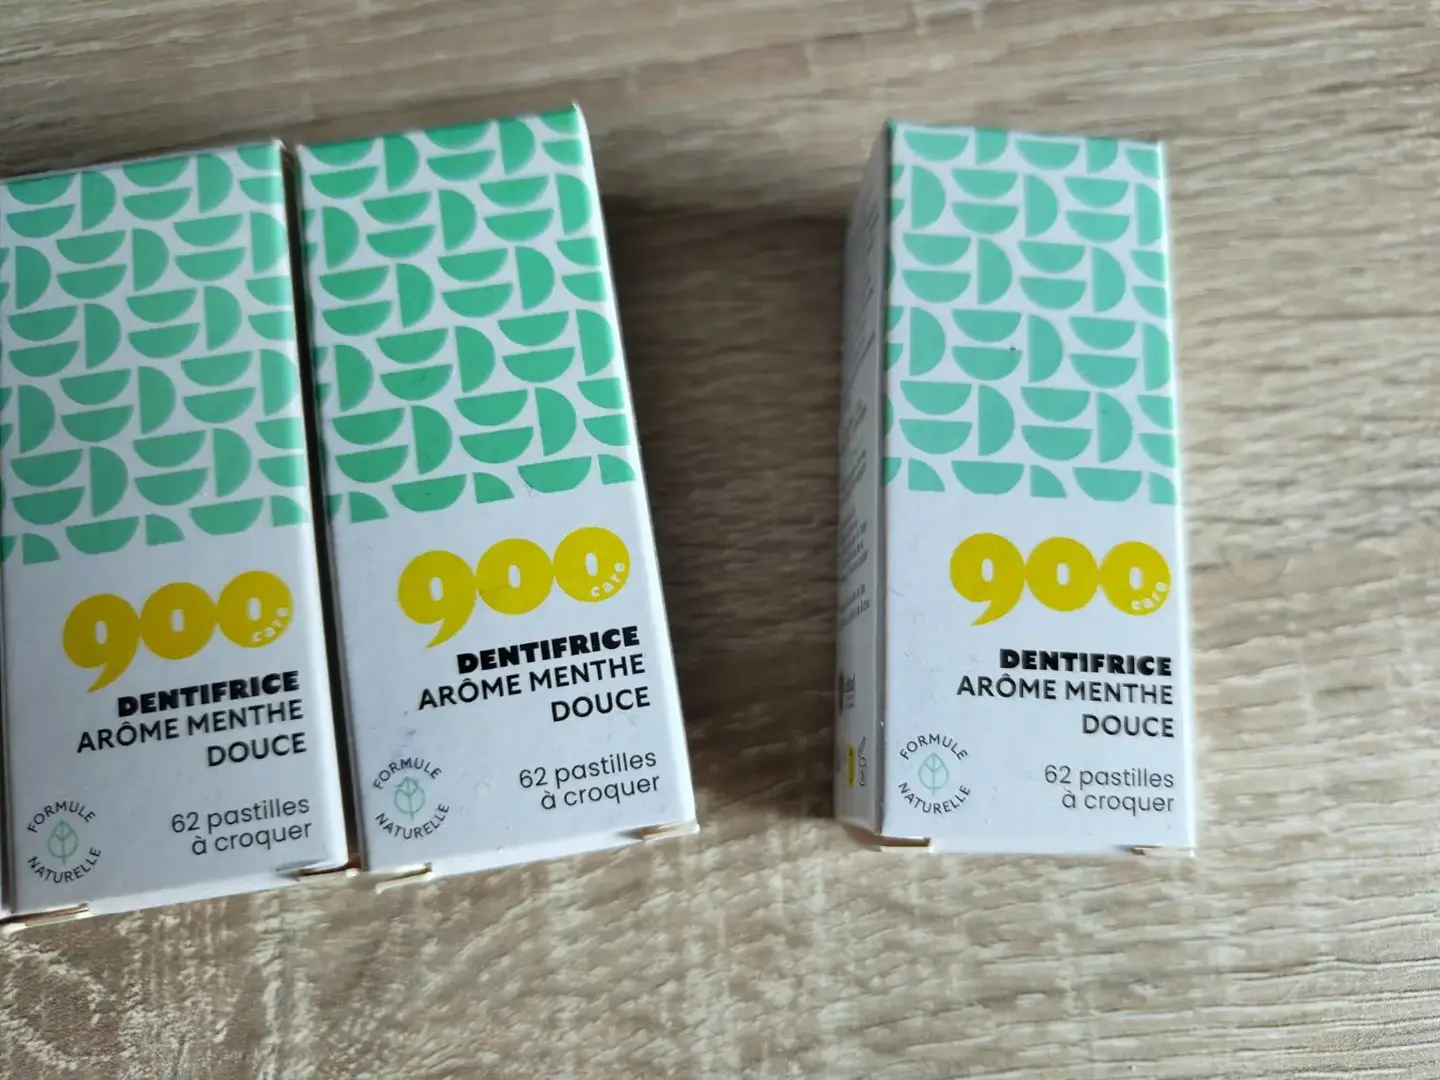 900
care
DENTIFRICE
ARÔME MENTHE
DOUCE
FORMULE
NATURELLE
62 pastilles
à croquer
900
care
DENTIFRICE
ARÔME MENTHE
DOUCE
FORMULE
NATURELLE
62 pastilles
à croquer
900
care
DENTIFRICE
ARÔME MENTHE
DOUCE
FORMULE
NATURELLE
62 pastilles
à croquer